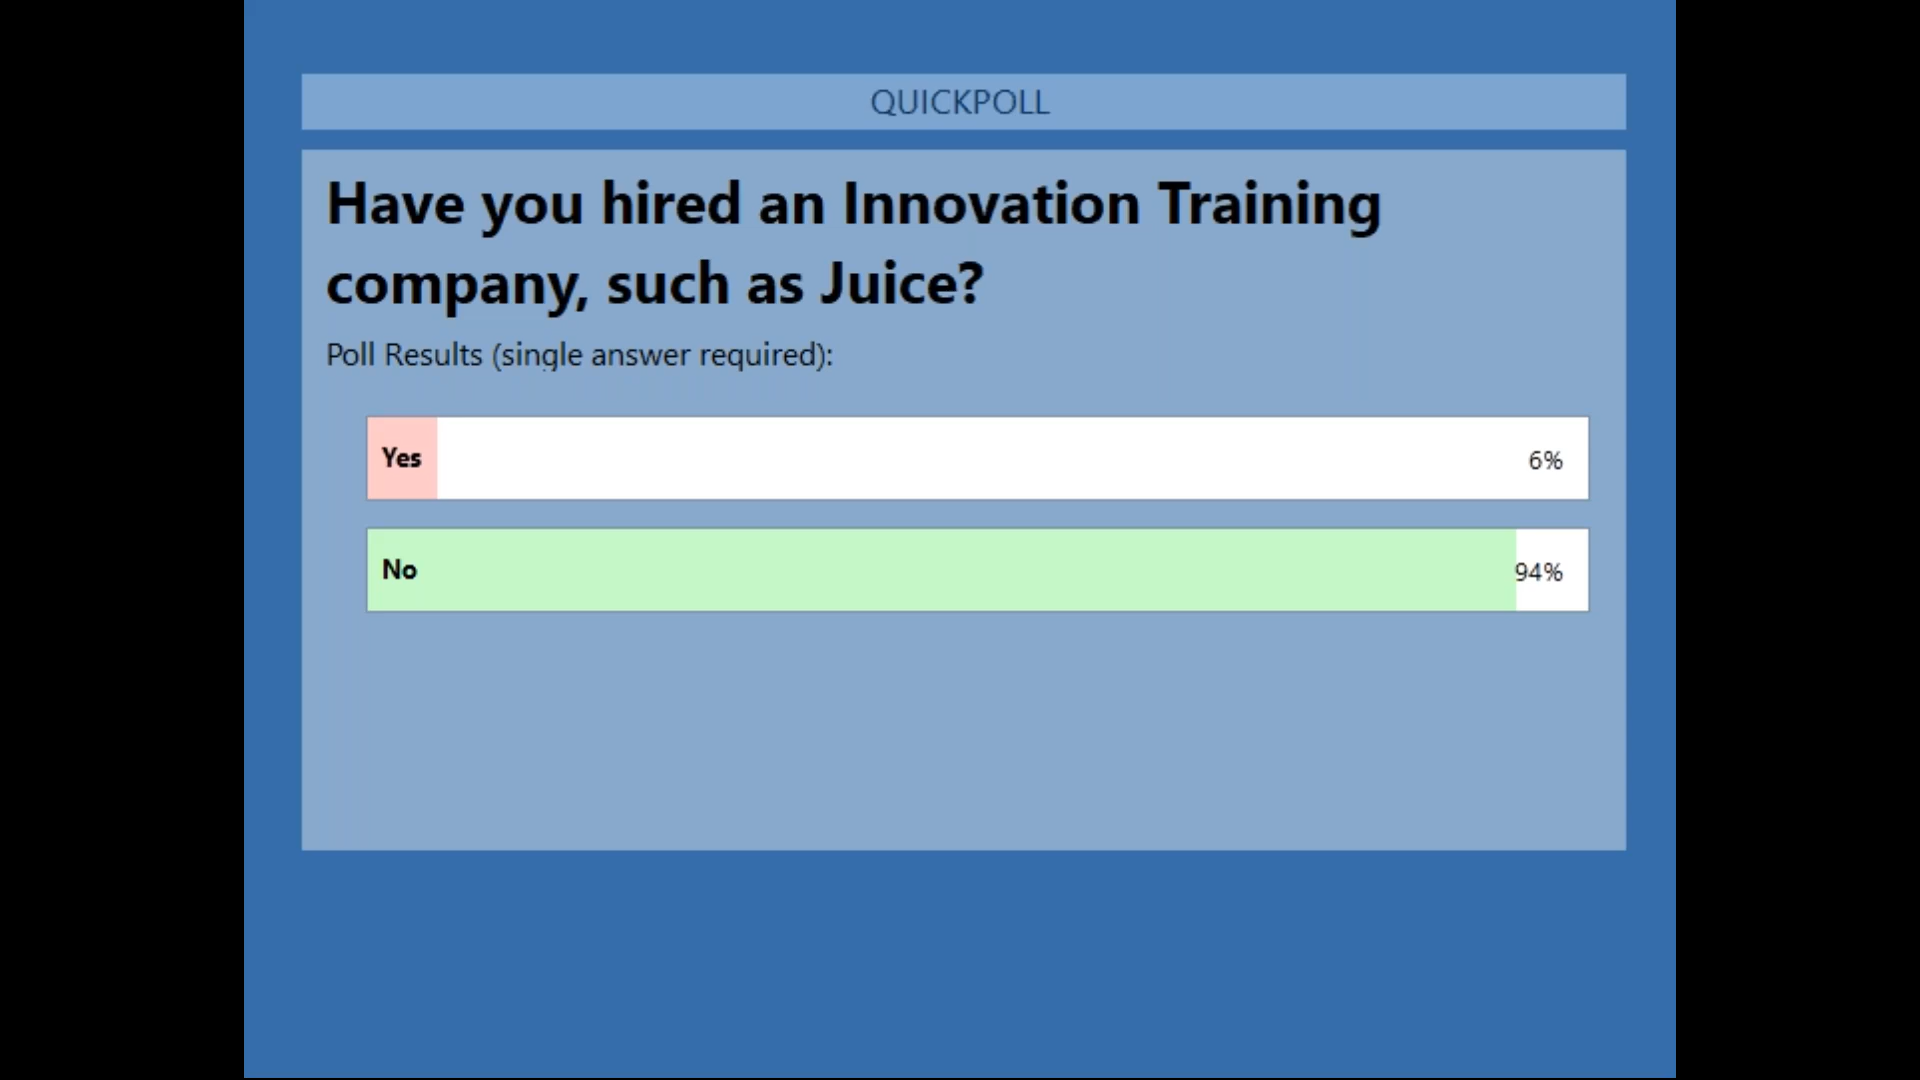 QUICKPOLL
Have you hired an Innovation Training
company, such as Juice?
Poll Results (single answer required):
Yes 6%
No 94%